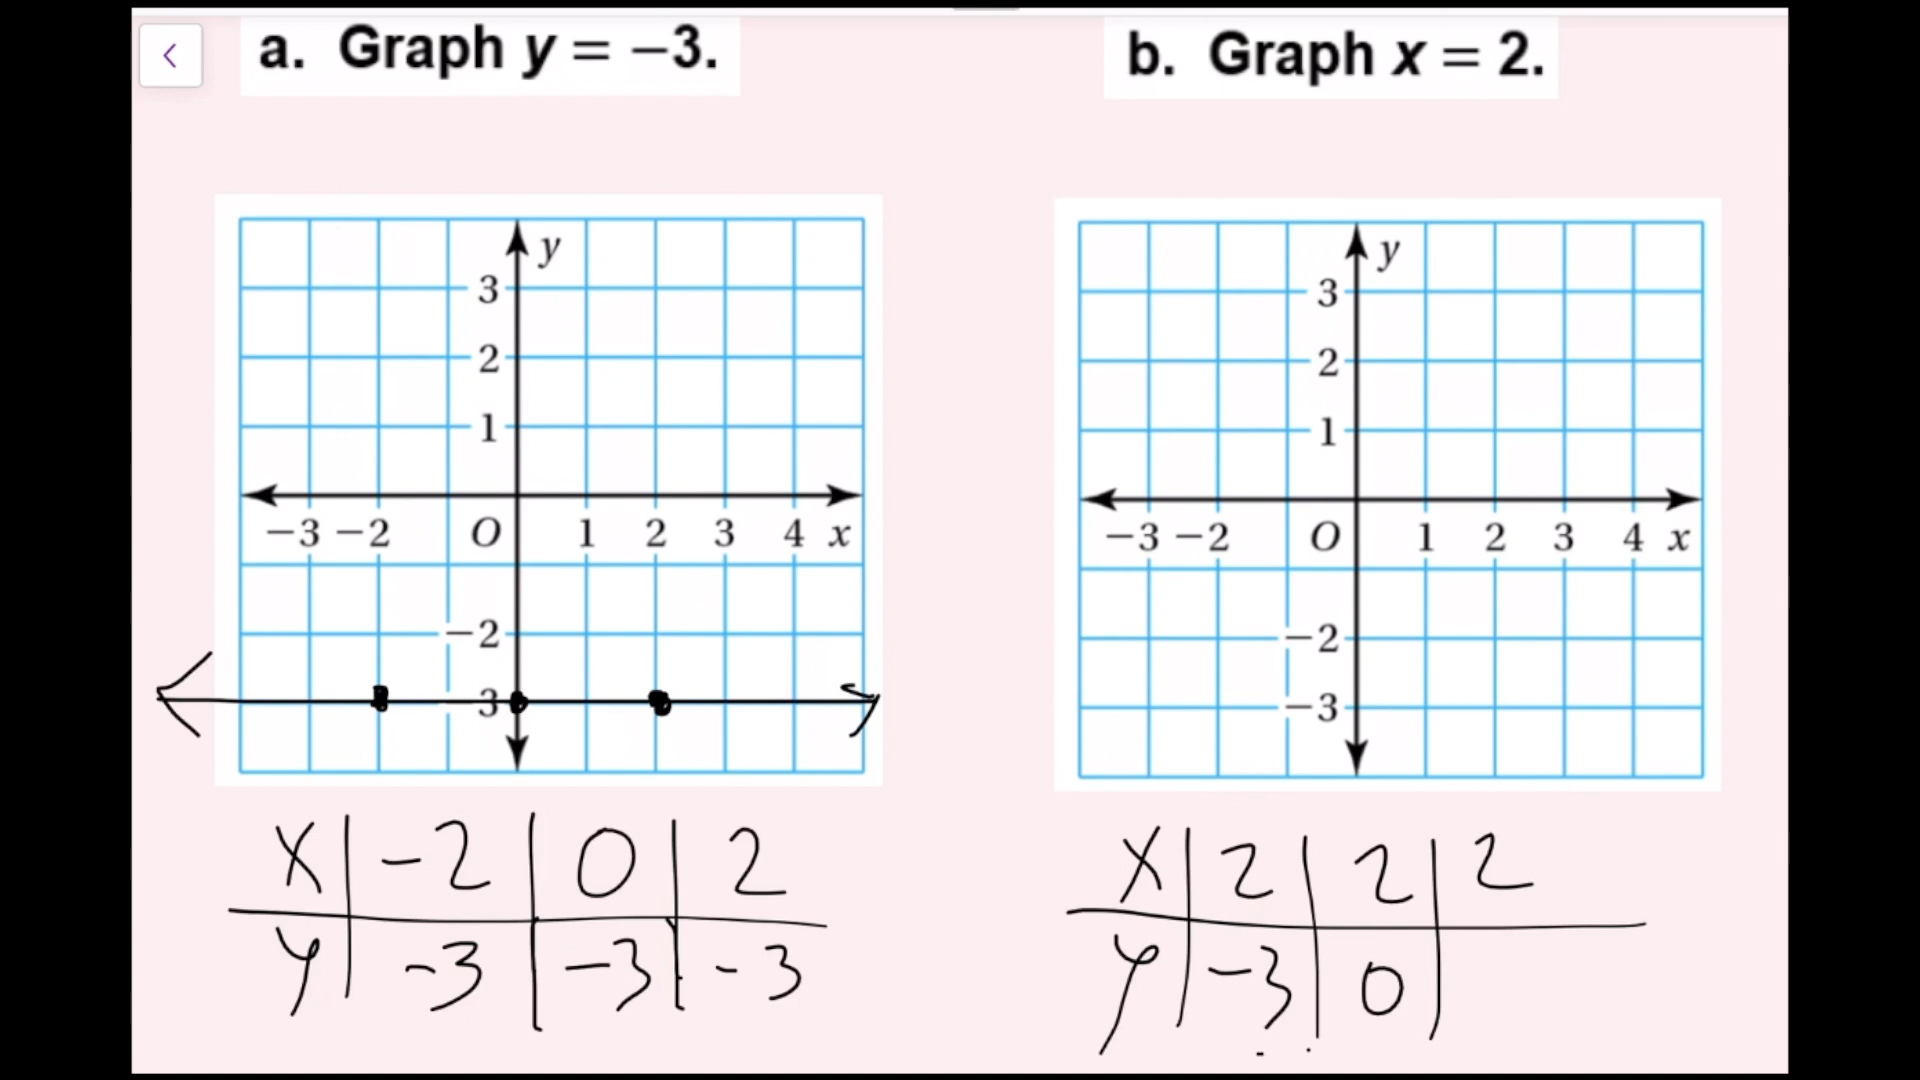 a. Graph y = −3.
b. Graph x = 2.
y
3
2
1
−3 −2 O 1 2 3 4 x
−2
3
y
3
2
1
−3 −2 O 1 2 3 4 x
−2
−3
x -2 0 2
y -3 -3 -3
x 2 2 2
y -3 0